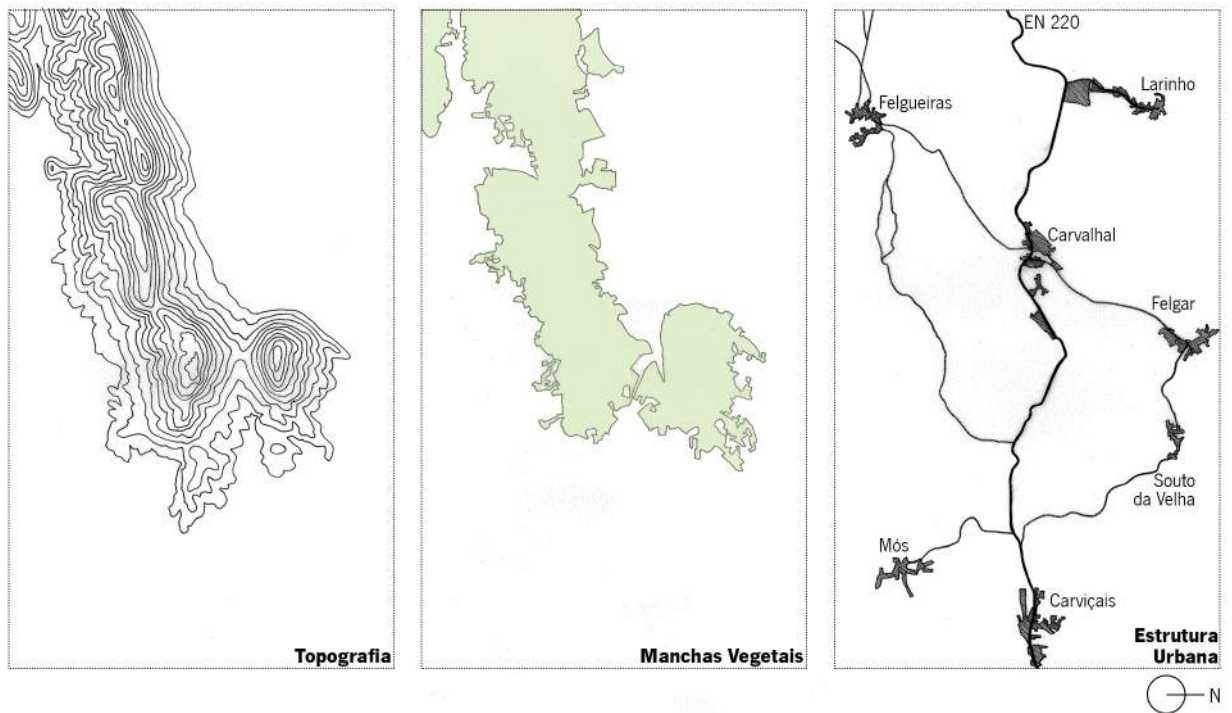 Topografia
Manchas Vegetais
EN 220
Larinho
Felgueiras
Carvalhal
Felgar
Souto
da Velha
Mós
Carviçais
Estrutura
Urbana
N